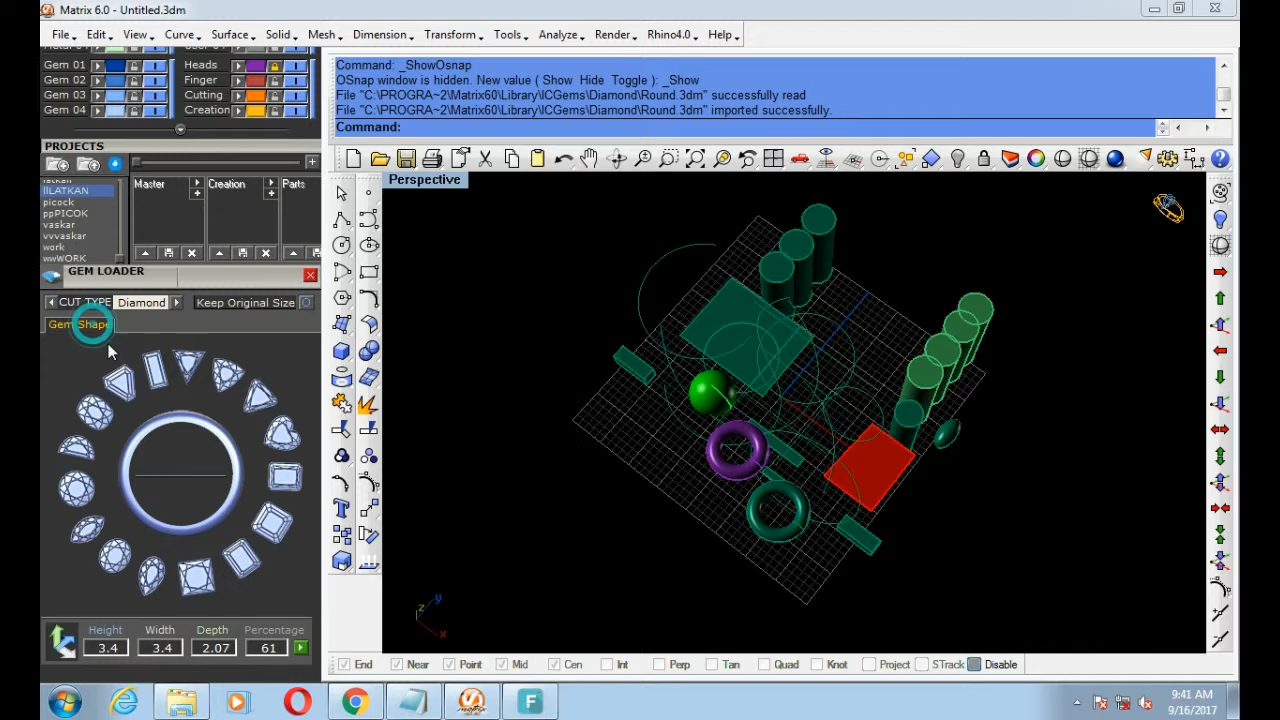 Matrix 6.0 - Untitled.3dm
File Edit View Curve Surface Solid Mesh Dimension Transform Tools Analyze Render Rhino4.0 Help
Gem 01 Heads
Gem 02 Finger
Gem 03 Cutting
Gem 04 Creation
Command: _ShowOsnap
OSnap window is hidden. New value ( Show Hide Toggle ): _Show
File "C:\PROGRA~2\Matrix60\Library\ICGems\Diamond\Round.3dm" successfully read
File "C:\PROGRA~2\Matrix60\Library\ICGems\Diamond\Round.3dm" imported successfully.
Command:
PROJECTS
Master Creation Parts
llLATKAN
picock
ppPICOK
vaskar
vvvaskar
work
wwWORK
GEM LOADER
CUT TYPE Diamond Keep Original Size
Gem Shape
Perspective
z y x
Height Width Depth Percentage
3.4 3.4 2.07 61
End Near Point Mid Cen Int Perp Tan Quad Knot Project STrack Disable
9:41 AM
9/16/2017